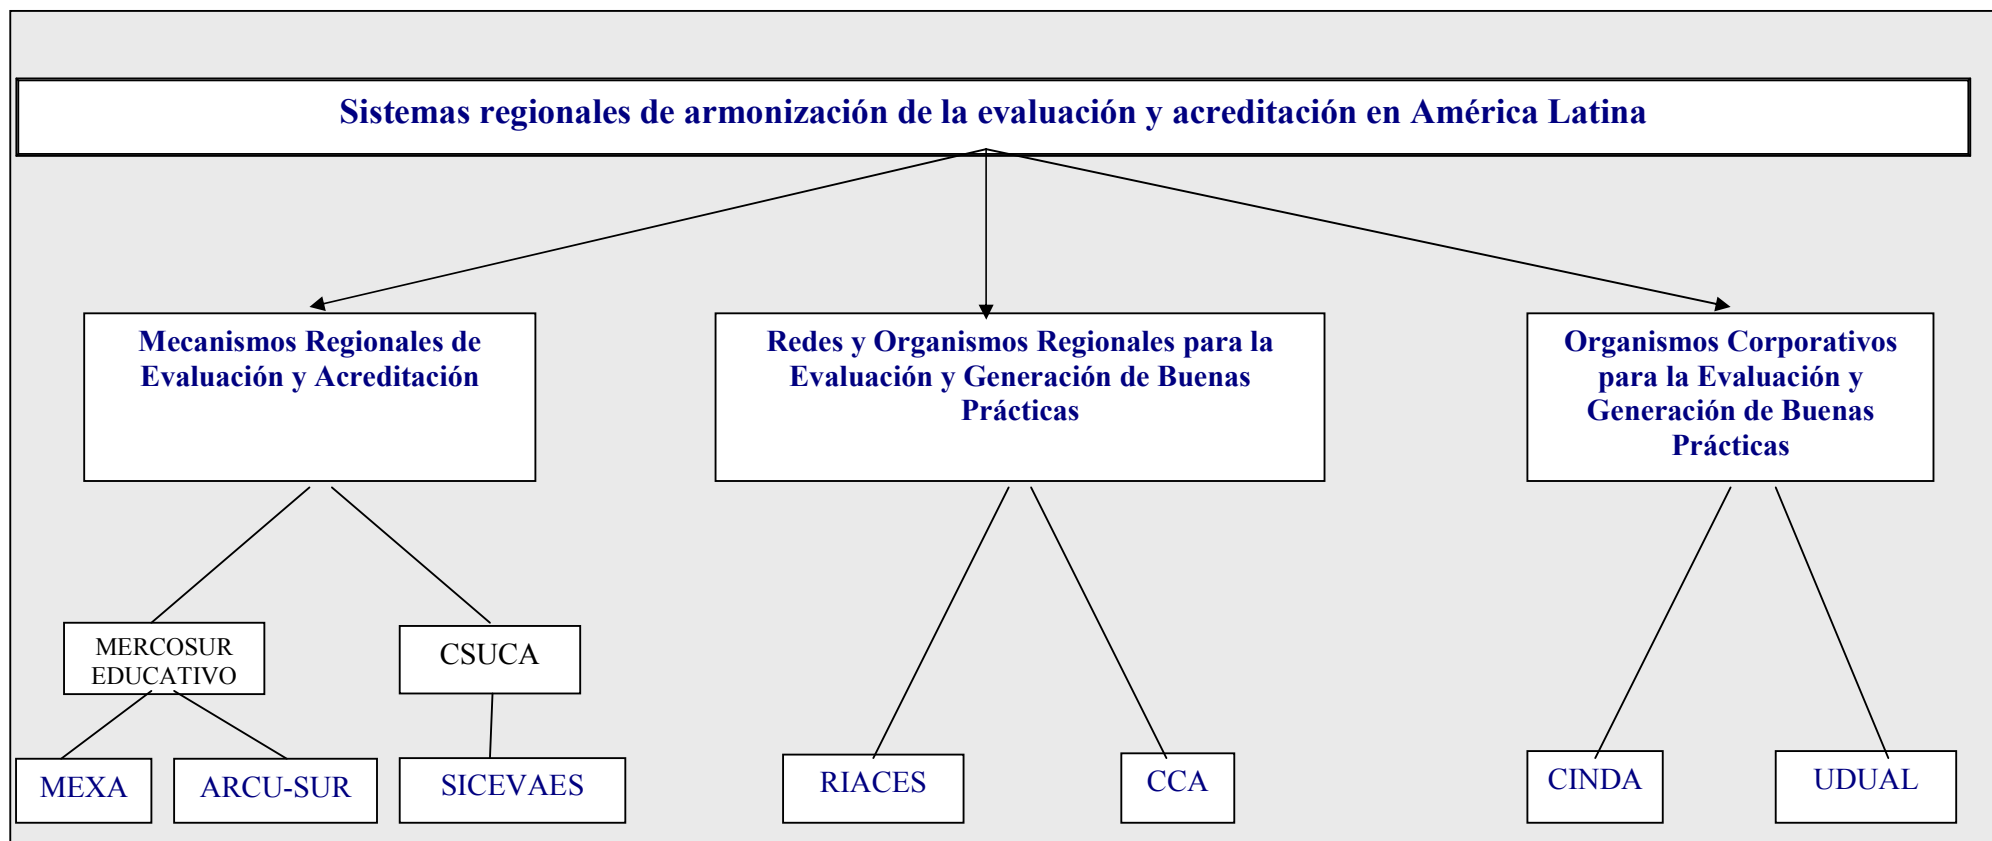 Sistemas regionales de armonización de la evaluación y acreditación en América Latina
Mecanismos Regionales de
Evaluación y Acreditación
Redes y Organismos Regionales para la
Evaluación y Generación de Buenas
Prácticas
Organismos Corporativos
para la Evaluación y
Generación de Buenas
Prácticas
MERCOSUR
EDUCATIVO
CSUCA
MEXA
ARCU-SUR
SICEVAES
RIACES
CCA
CINDA
UDUAL